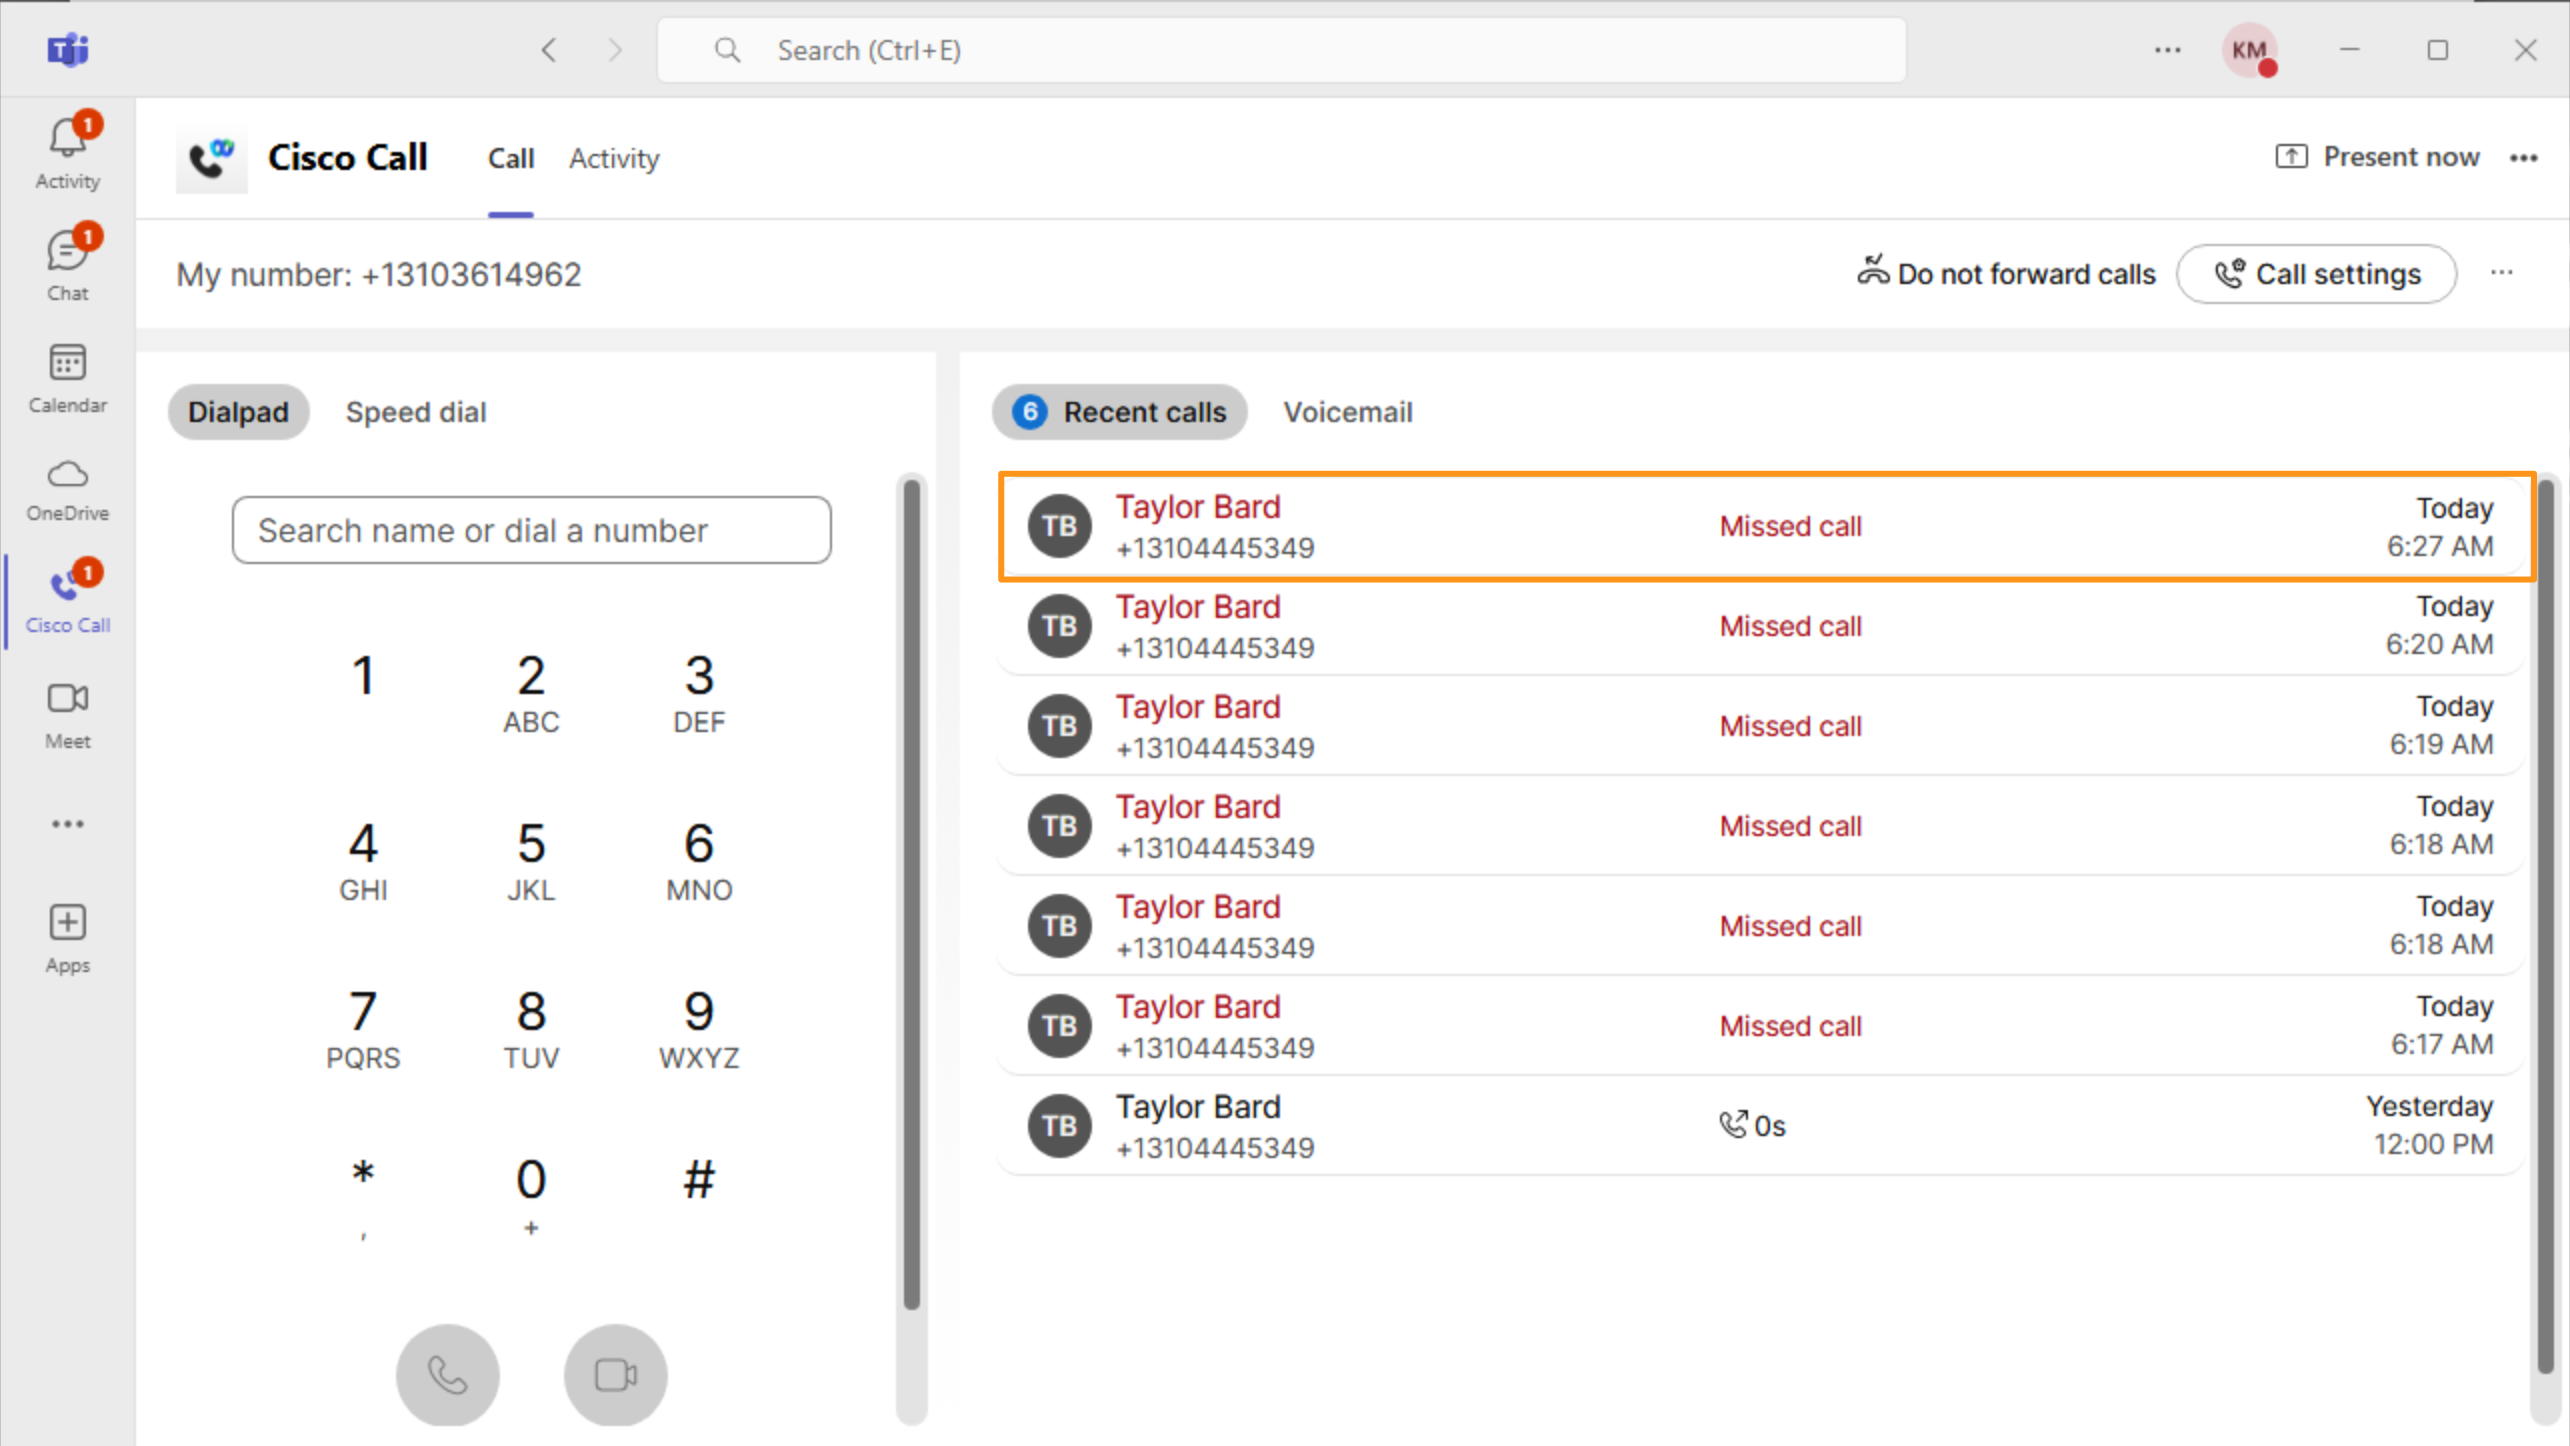 Search (Ctrl+E)
KM
1
Activity
1
Chat
Calendar
OneDrive
1
Cisco Call
Meet
Apps
Cisco Call
Call
Activity
Present now
My number: +13103614962
Do not forward calls
Call settings
Dialpad
Speed dial
Search name or dial a number
1
2
ABC
3
DEF
4
GHI
5
JKL
6
MNO
7
PQRS
8
TUV
9
WXYZ
*
,
0
+
#
6 Recent calls
Voicemail
TB
Taylor Bard
+13104445349
Missed call
Today
6:27 AM
TB
Taylor Bard
+13104445349
Missed call
Today
6:20 AM
TB
Taylor Bard
+13104445349
Missed call
Today
6:19 AM
TB
Taylor Bard
+13104445349
Missed call
Today
6:18 AM
TB
Taylor Bard
+13104445349
Missed call
Today
6:18 AM
TB
Taylor Bard
+13104445349
Missed call
Today
6:17 AM
TB
Taylor Bard
+13104445349
0s
Yesterday
12:00 PM